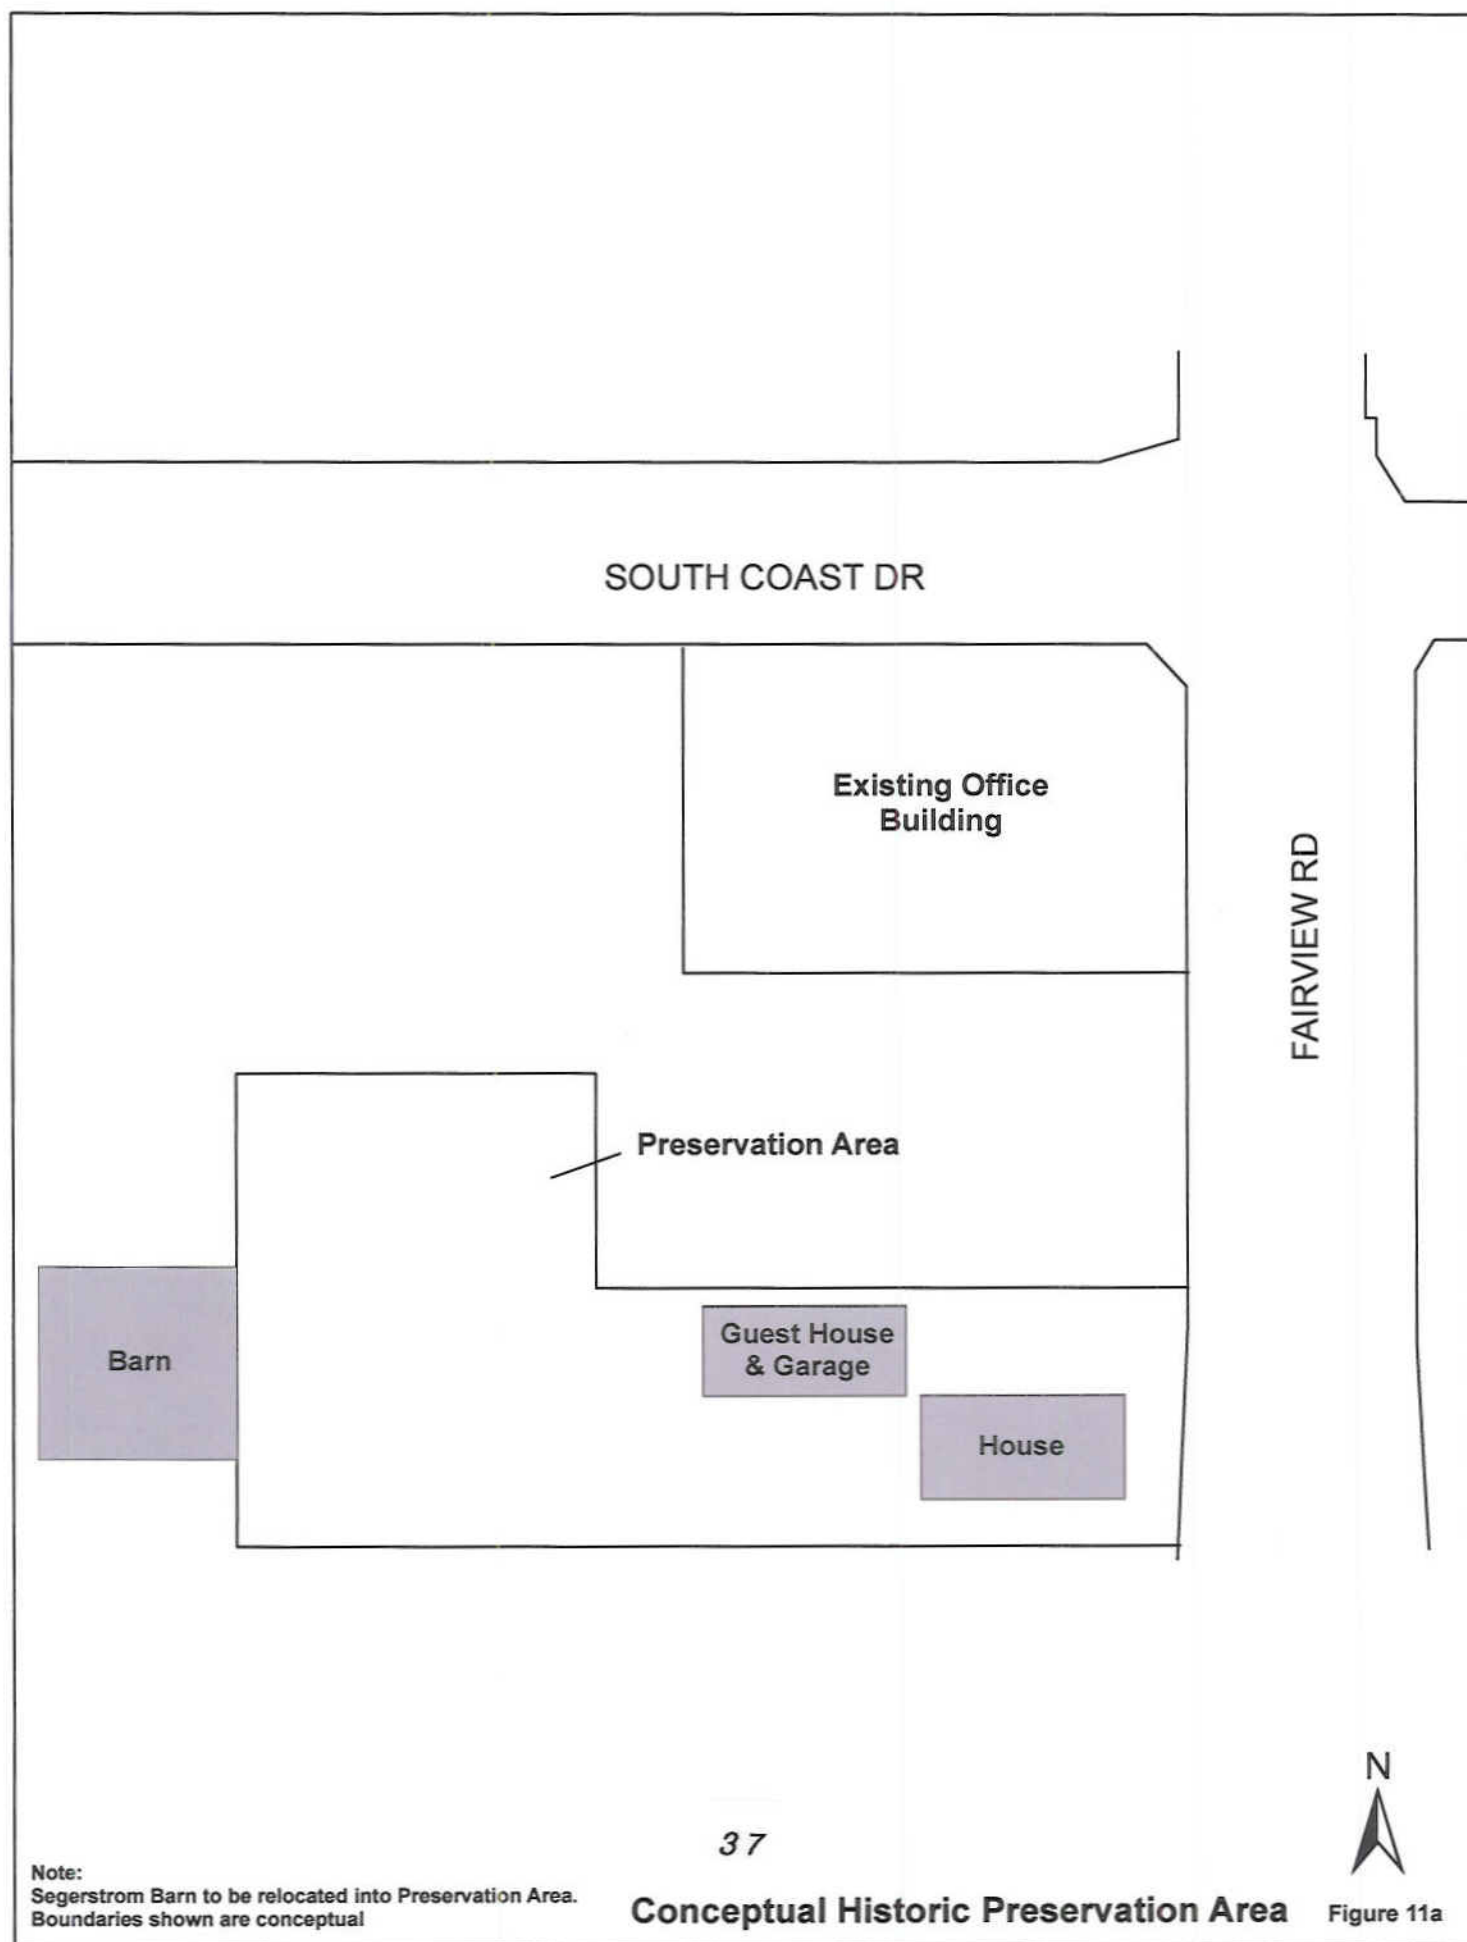 SOUTH COAST DR
Existing Office
Building
FAIRVIEW RD
Preservation Area
Guest House
& Garage
Barn
House
N
37
Note:
Segerstrom Barn to be relocated into Preservation Area.
Boundaries shown are conceptual
Conceptual Historic Preservation Area
Figure 11a